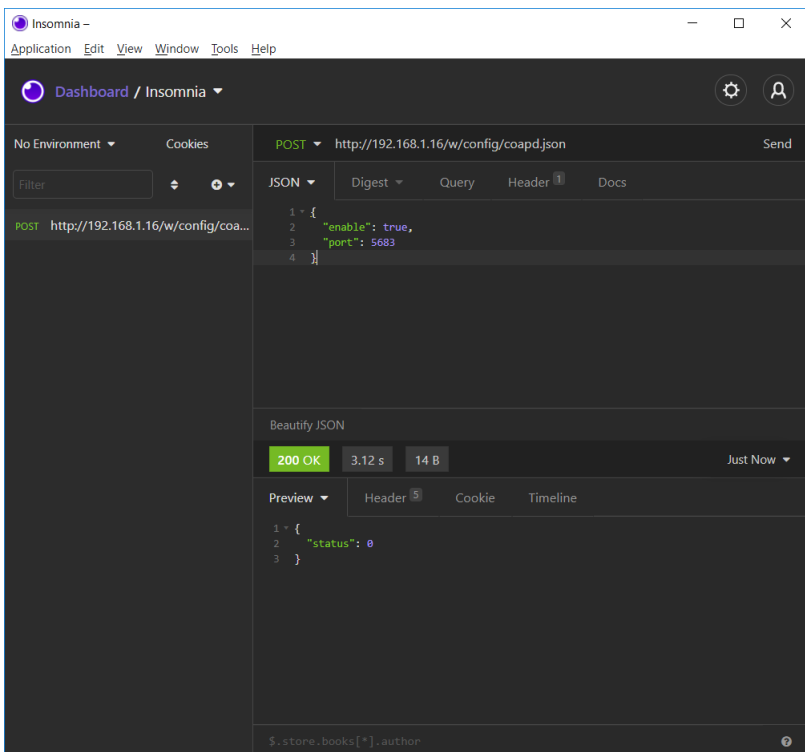 Insomnia –
Application Edit View Window Tools Help
Dashboard / Insomnia
No Environment Cookies
Filter
POST http://192.168.1.16/w/config/coa...
POST http://192.168.1.16/w/config/coapd.json Send
JSON Digest Query Header 1 Docs
1 {
2 "enable": true,
3 "port": 5683
4 }
Beautify JSON
200 OK 3.12 s 14 B Just Now
Preview Header 5 Cookie Timeline
1 {
2 "status": 0
3 }
$.store.books[*].author